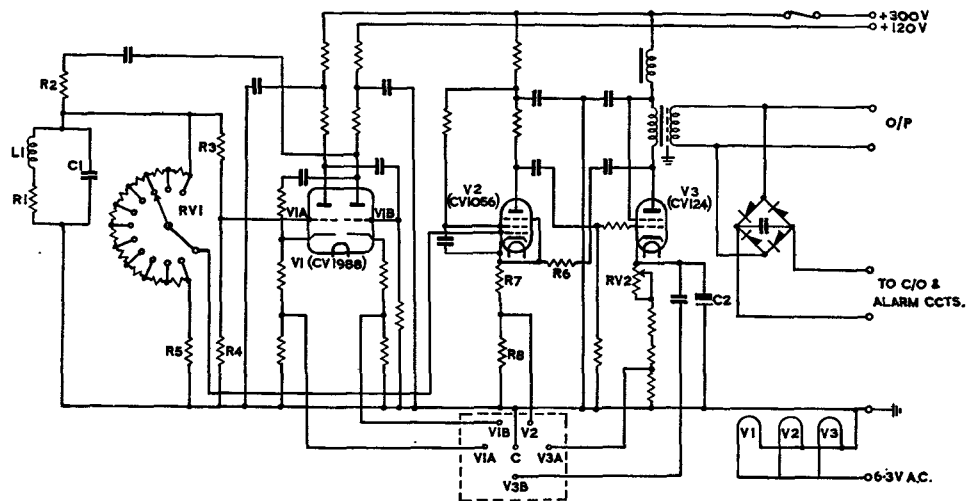 +300V
+120V
R2
R3
O/P
L1
C1
R1
RV1
V1A
V1B
V1 (CV1988)
V2
(CV1056)
V3
(CV124)
R6
R7
RV2
C2
TO C/O &
ALARM CCTS.
R5
R4
R8
V1B
V2
V1A
C
V3A
V3B
V1
V2
V3
6·3V A.C.